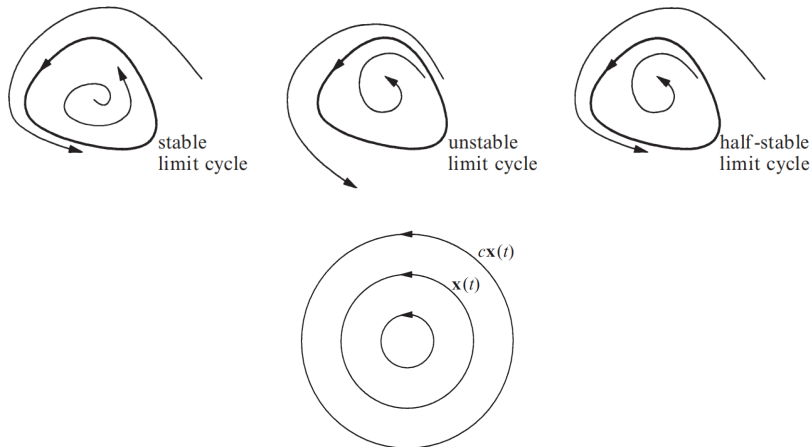 stable
limit cycle
unstable
limit cycle
half-stable
limit cycle
cx(t)
x(t)